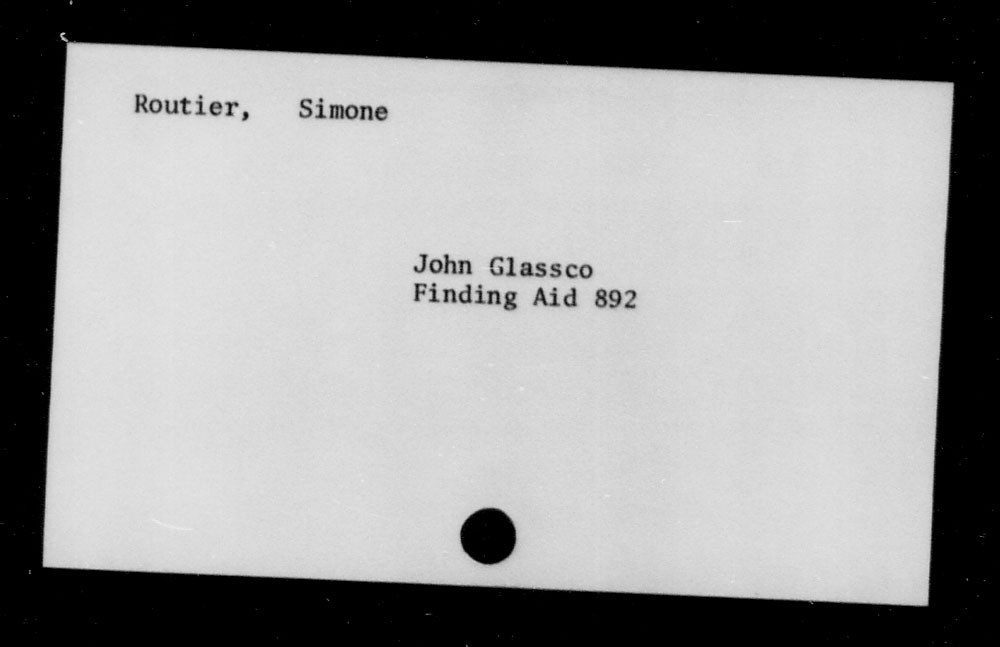 Routier, Simone
John Glassco
Finding Aid 892